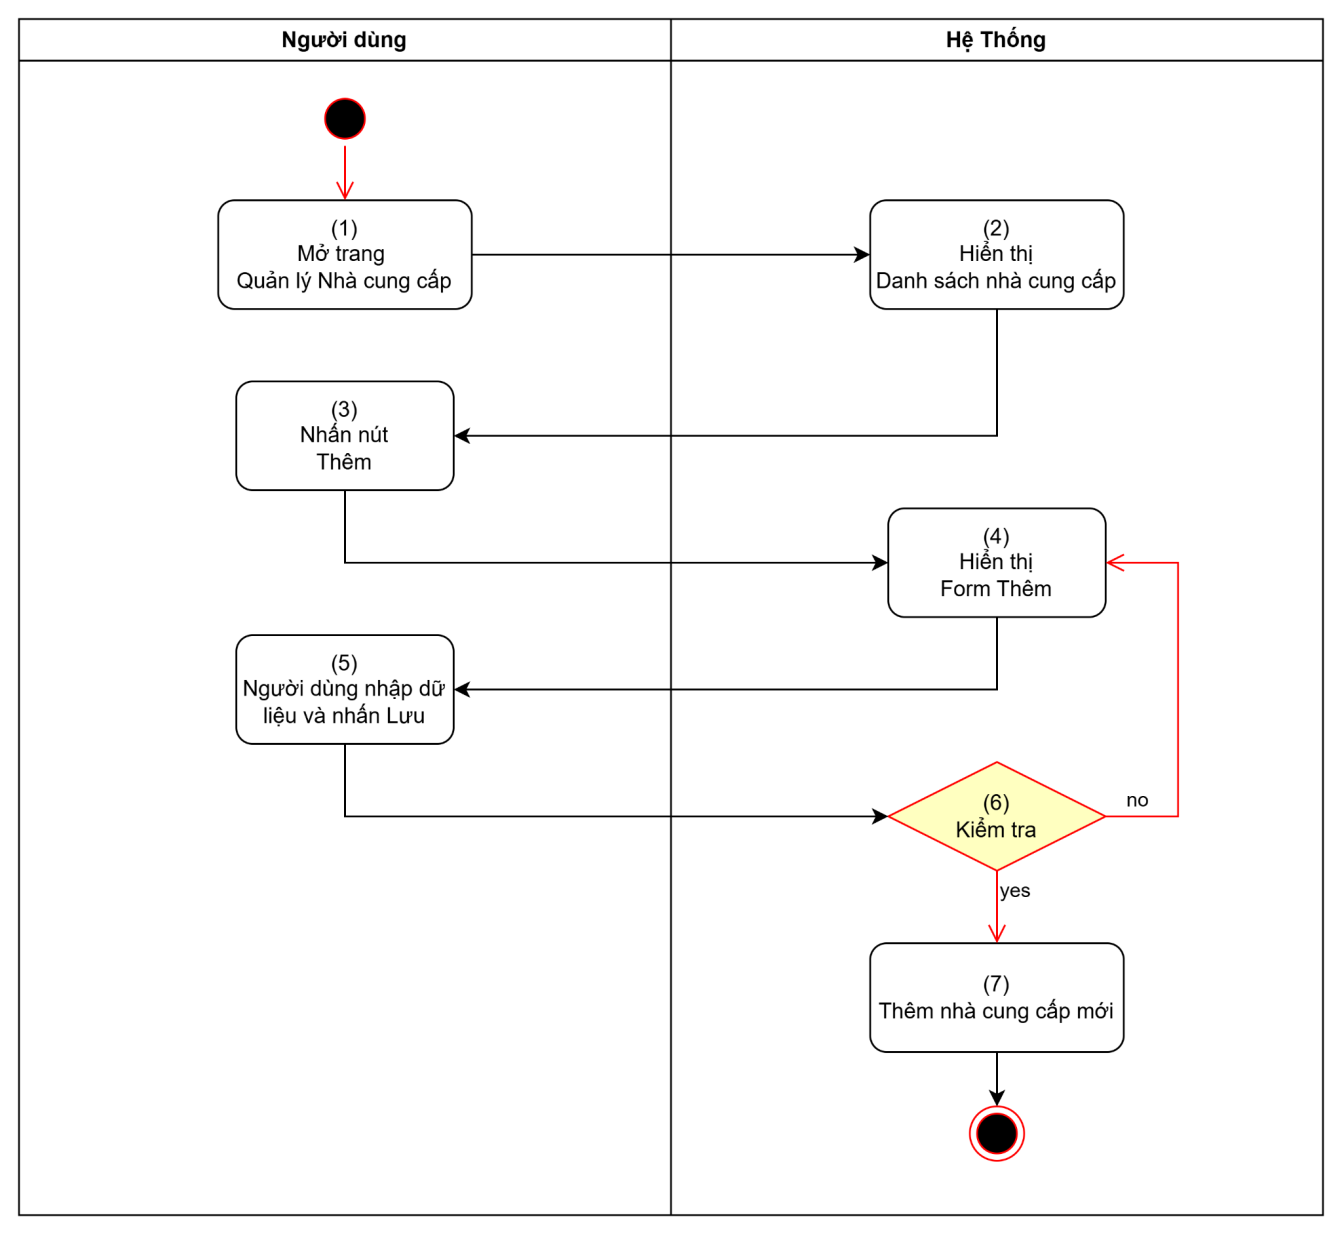 Người dùng
Hệ Thống
(1)
Mở trang
Quản lý Nhà cung cấp
(2)
Hiển thị
Danh sách nhà cung cấp
(3)
Nhấn nút
Thêm
(4)
Hiển thị
Form Thêm
(5)
Người dùng nhập dữ
liệu và nhấn Lưu
(6)
Kiểm tra
no
yes
(7)
Thêm nhà cung cấp mới